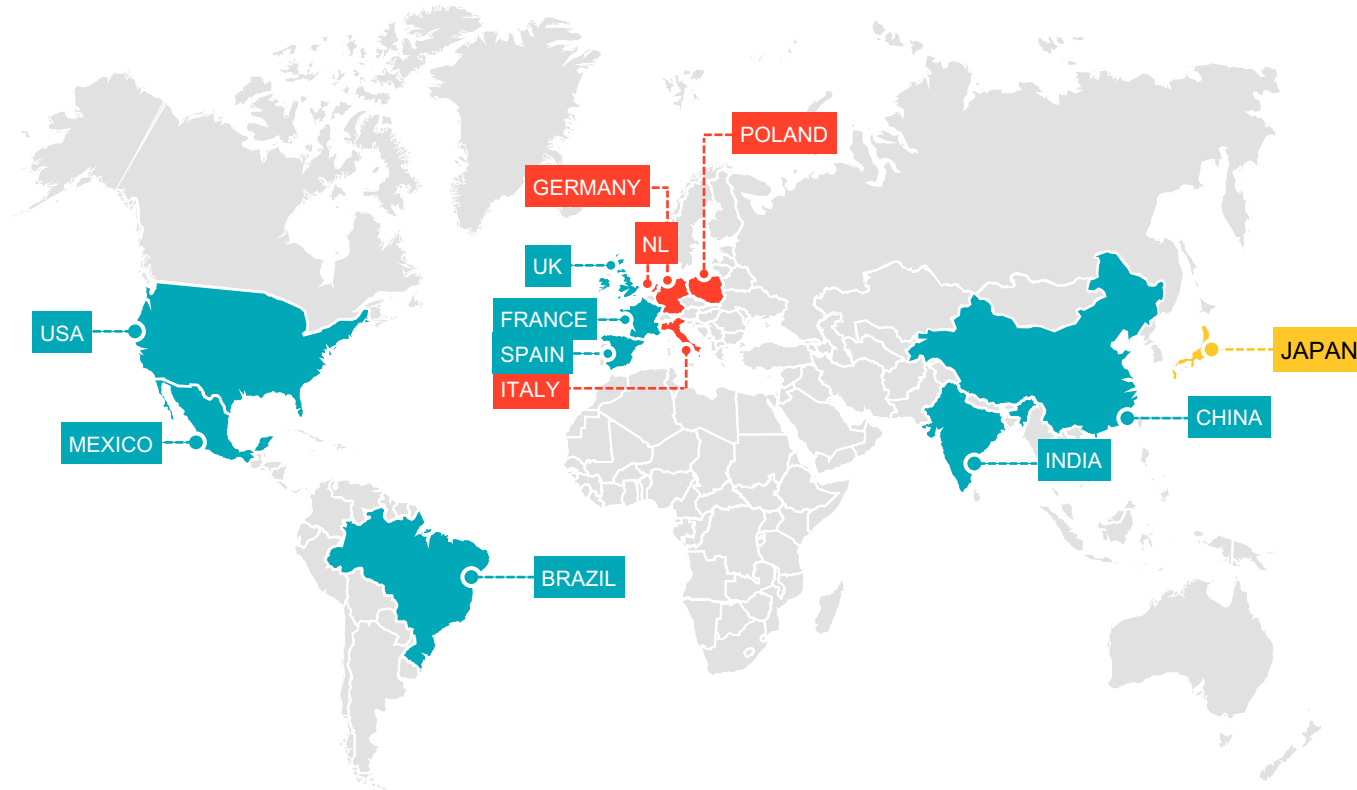 POLAND
GERMANY
NL
UK
FRANCE
USA
SPAIN
JAPAN
ITALY
CHINA
MEXICO
INDIA
BRAZIL